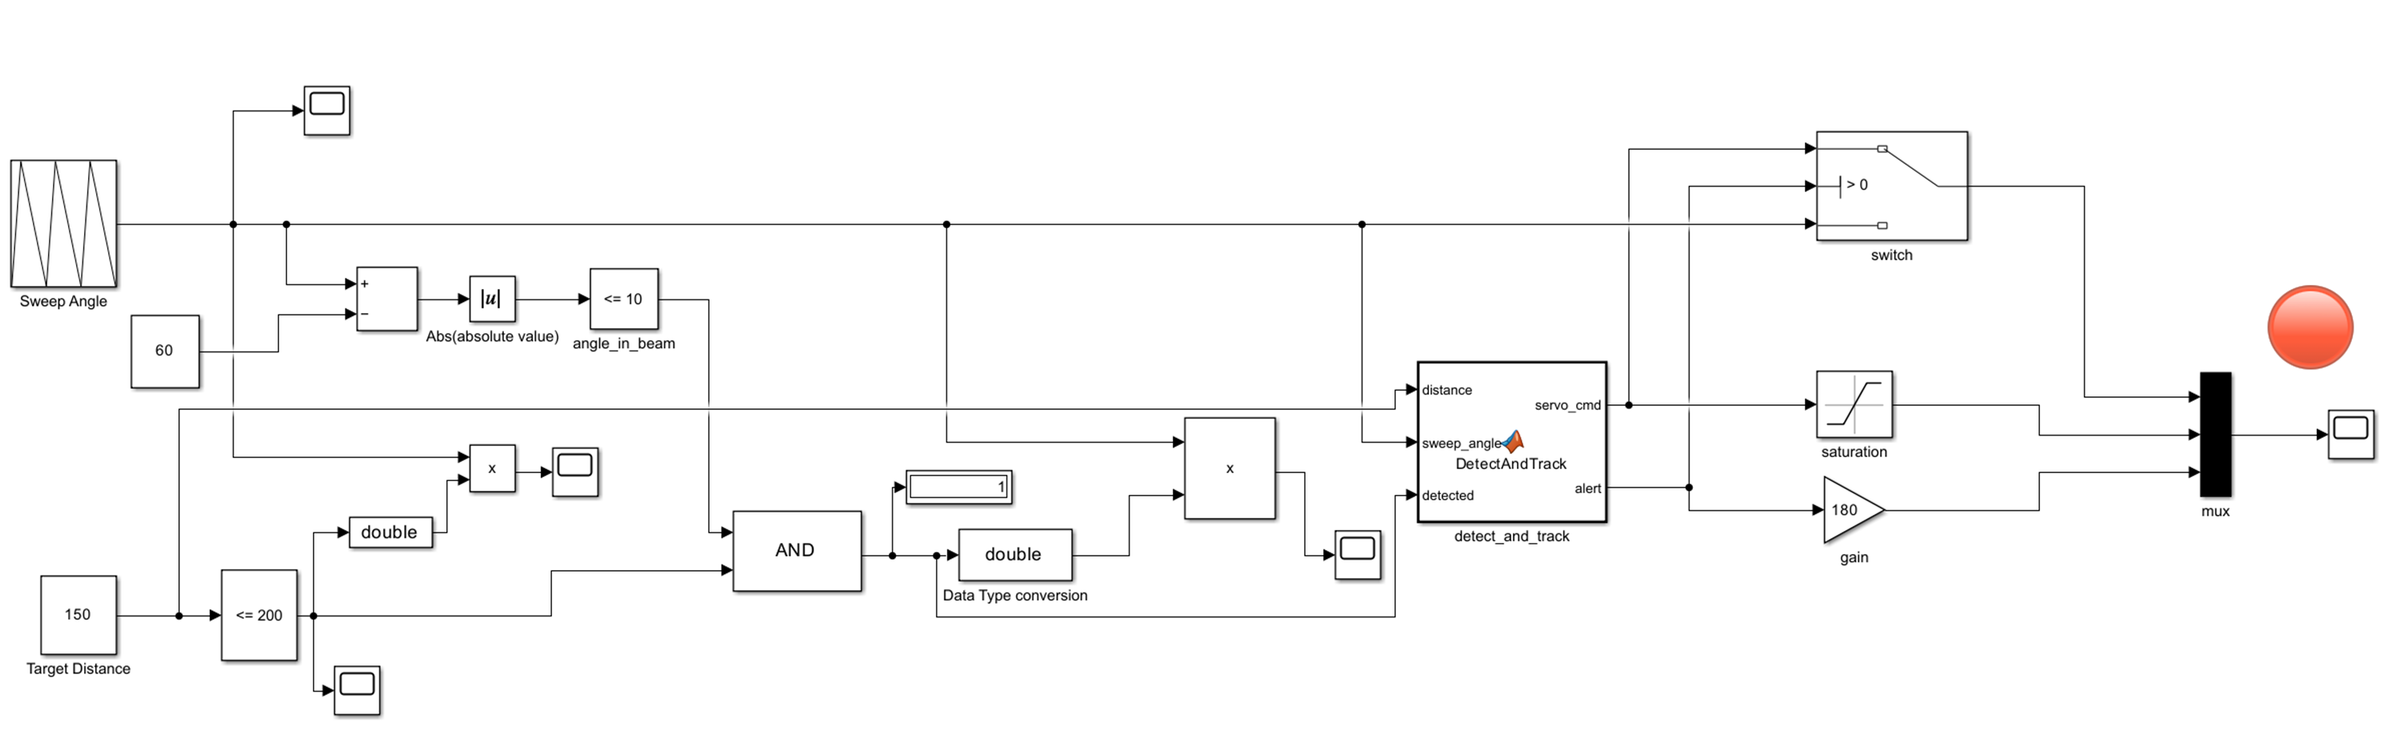 Sweep Angle
60
+
−
|u|
Abs(absolute value)
<= 10
angle_in_beam
> 0
switch
distance
sweep_angle
detected
servo_cmd
alert
DetectAndTrack
detect_and_track
saturation
180
gain
mux
x
double
1
x
AND
double
Data Type conversion
150
Target Distance
<= 200